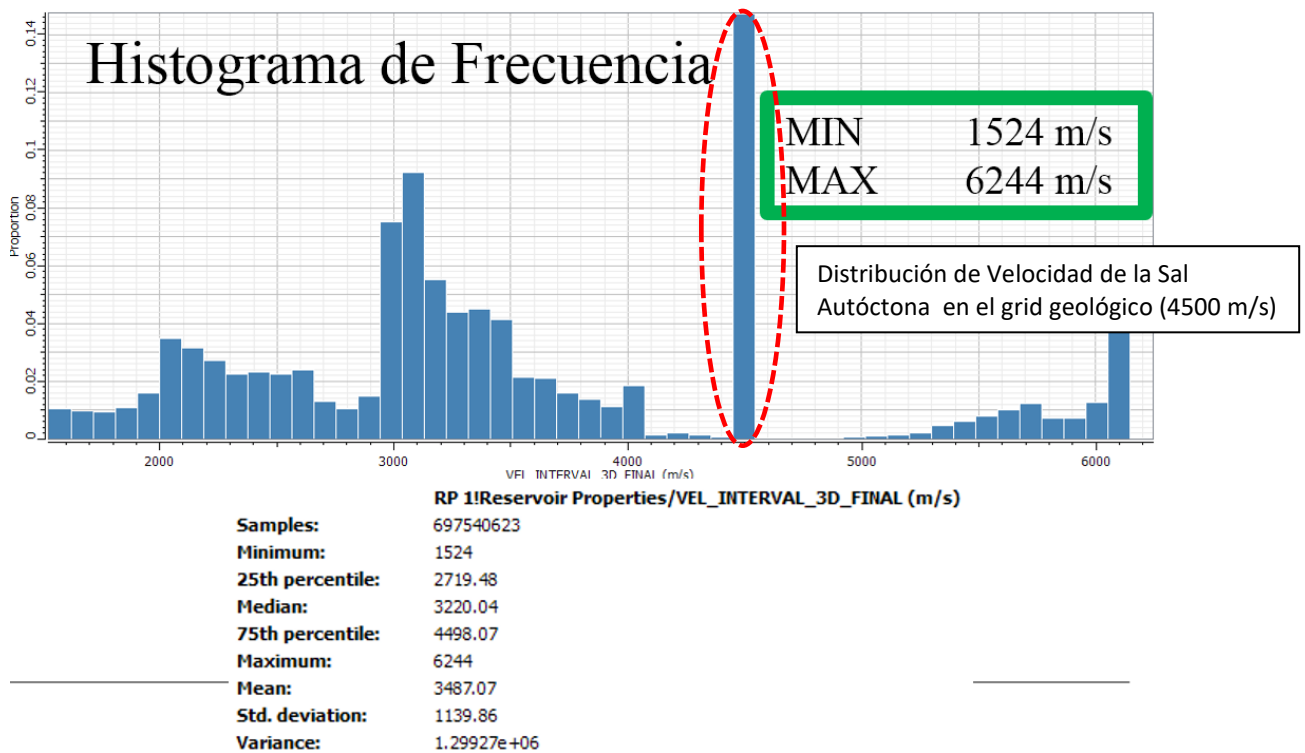 Histograma de Frecuencia
MIN 1524 m/s
MAX 6244 m/s
Distribución de Velocidad de la Sal
Autóctona en el grid geológico (4500 m/s)
Proportion
0.14
0.12
0.1
0.08
0.06
0.04
0.02
0
2000 3000 4000 5000 6000
VEL_INTERVAL_3D_FINAL (m/s)
RP 1!Reservoir Properties/VEL_INTERVAL_3D_FINAL (m/s)
Samples: 697540623
Minimum: 1524
25th percentile: 2719.48
Median: 3220.04
75th percentile: 4498.07
Maximum: 6244
Mean: 3487.07
Std. deviation: 1139.86
Variance: 1.29927e+06